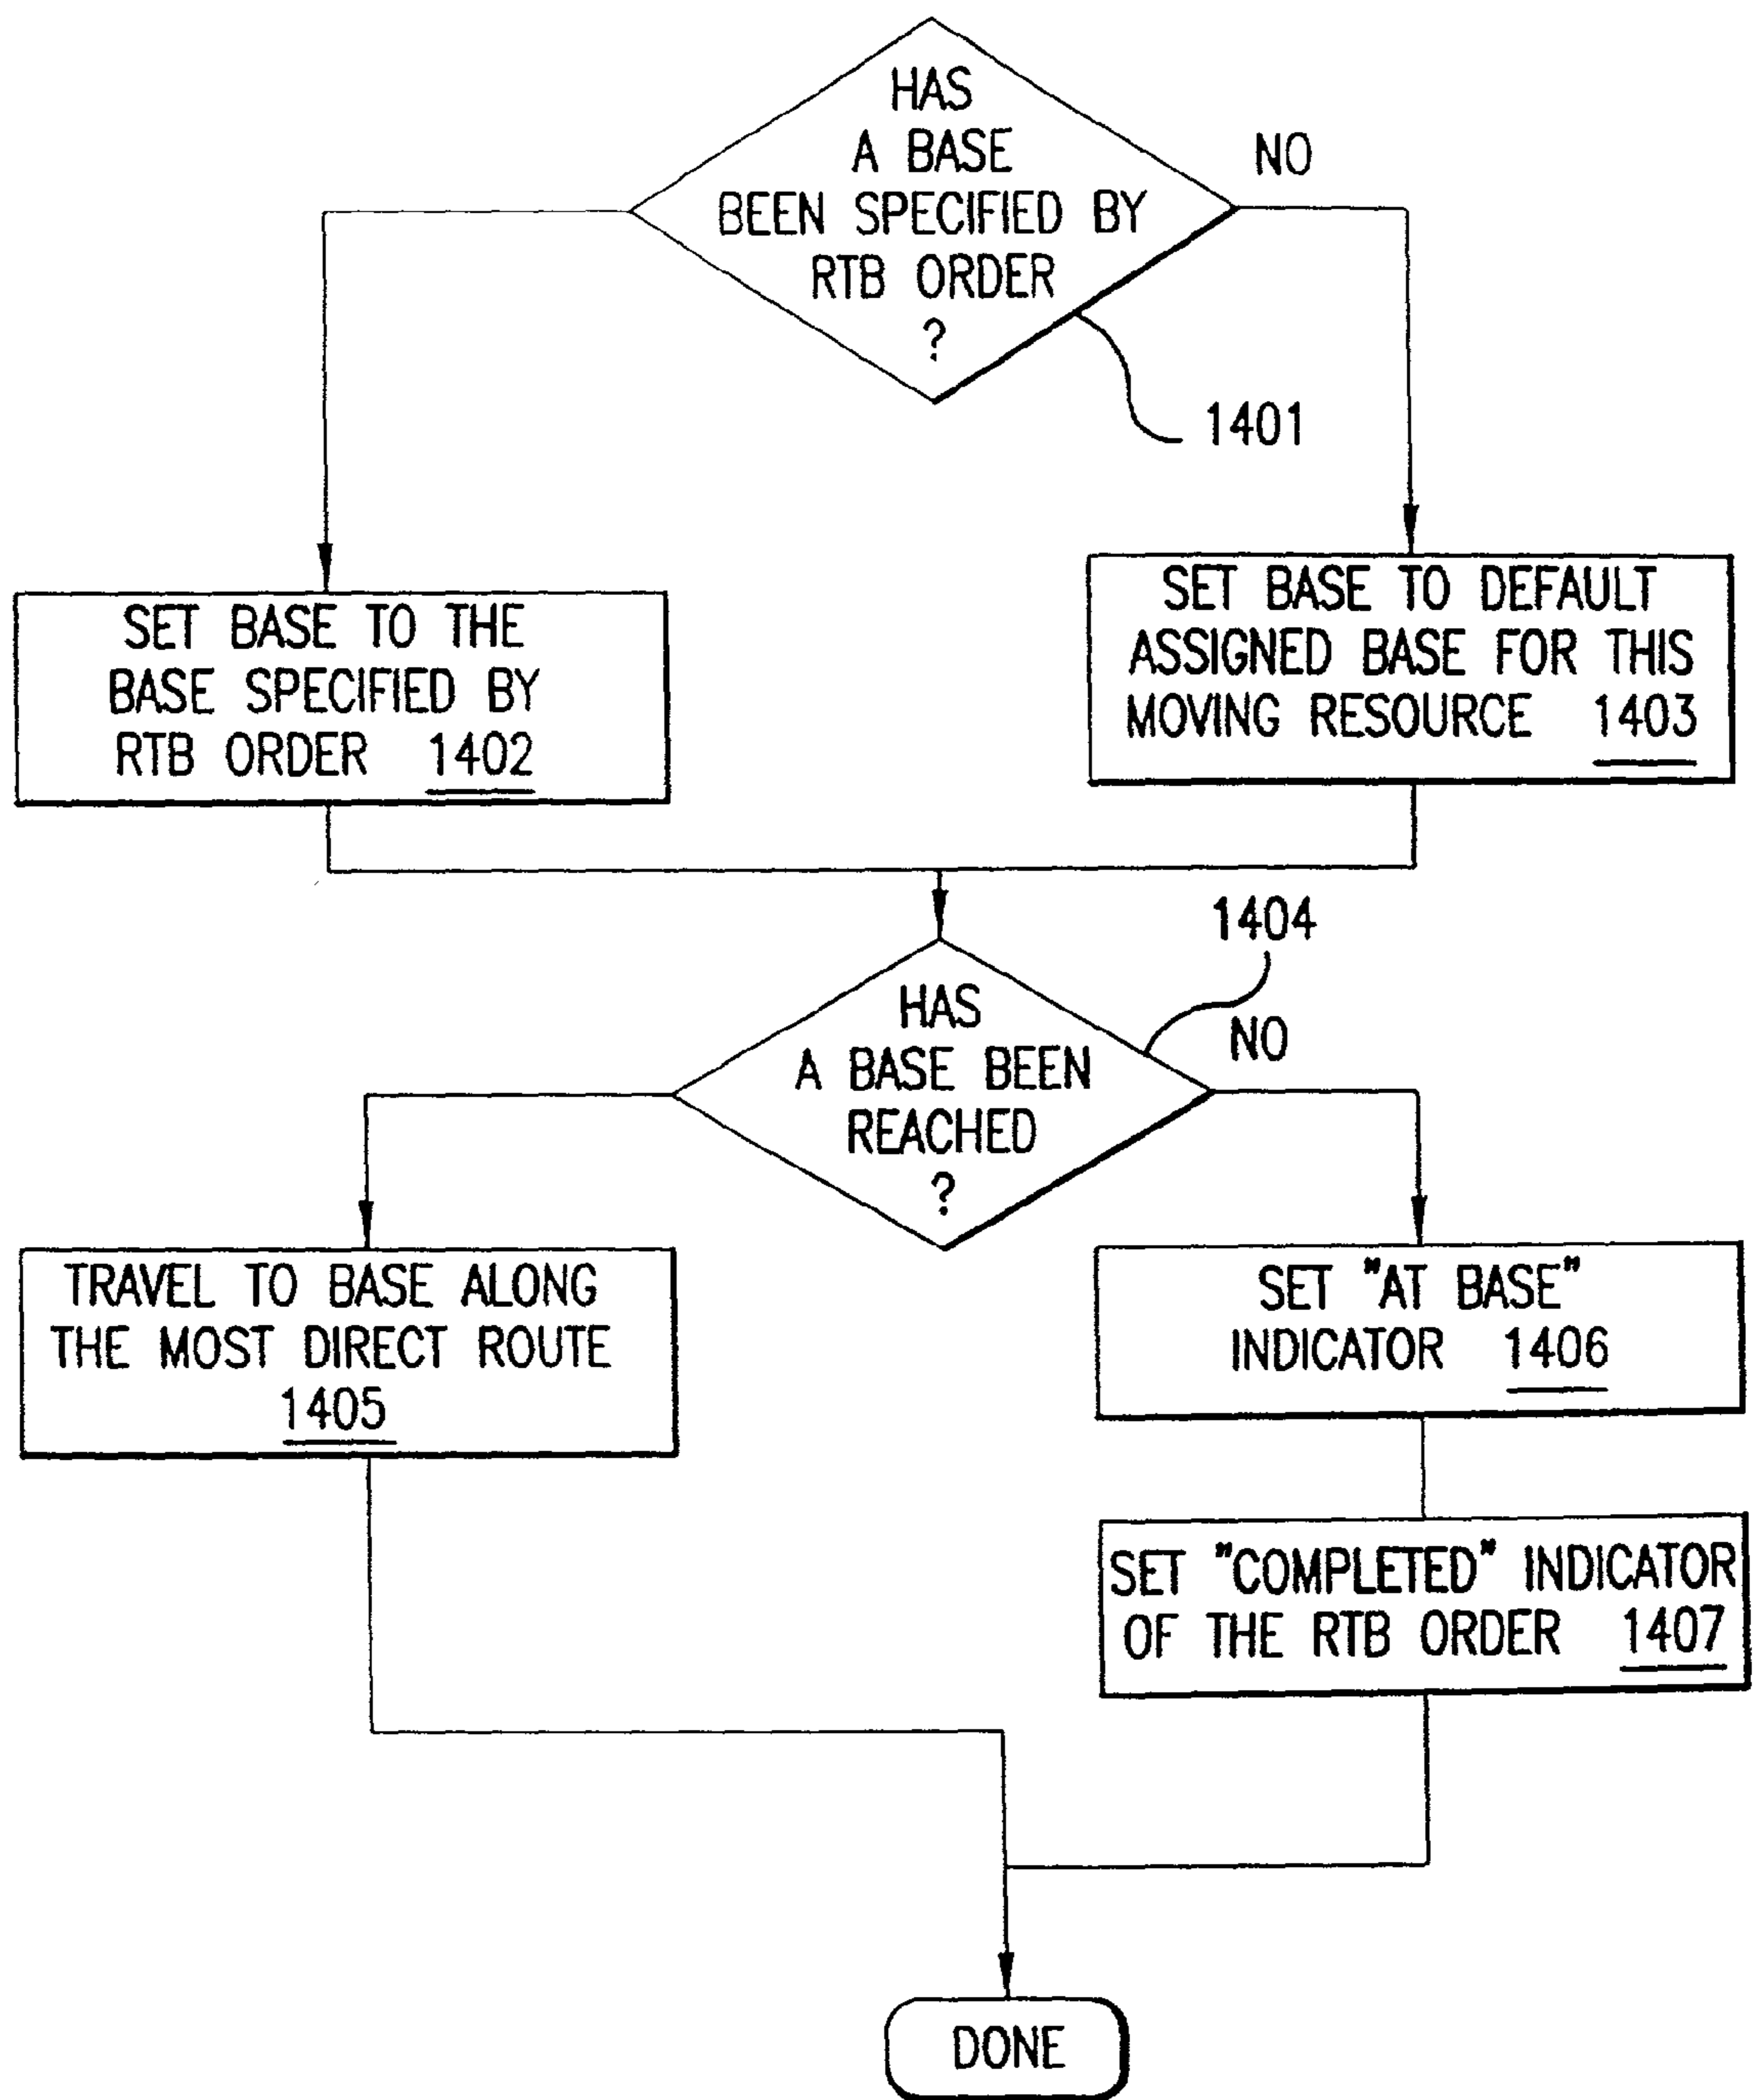 HAS
A BASE
BEEN SPECIFIED BY
RTB ORDER
?
NO
1401
SET BASE TO THE
BASE SPECIFIED BY
RTB ORDER 1402
SET BASE TO DEFAULT
ASSIGNED BASE FOR THIS
MOVING RESOURCE 1403
1404
HAS
A BASE BEEN
REACHED
?
NO
TRAVEL TO BASE ALONG
THE MOST DIRECT ROUTE
1405
SET "AT BASE"
INDICATOR 1406
SET "COMPLETED" INDICATOR
OF THE RTB ORDER 1407
DONE